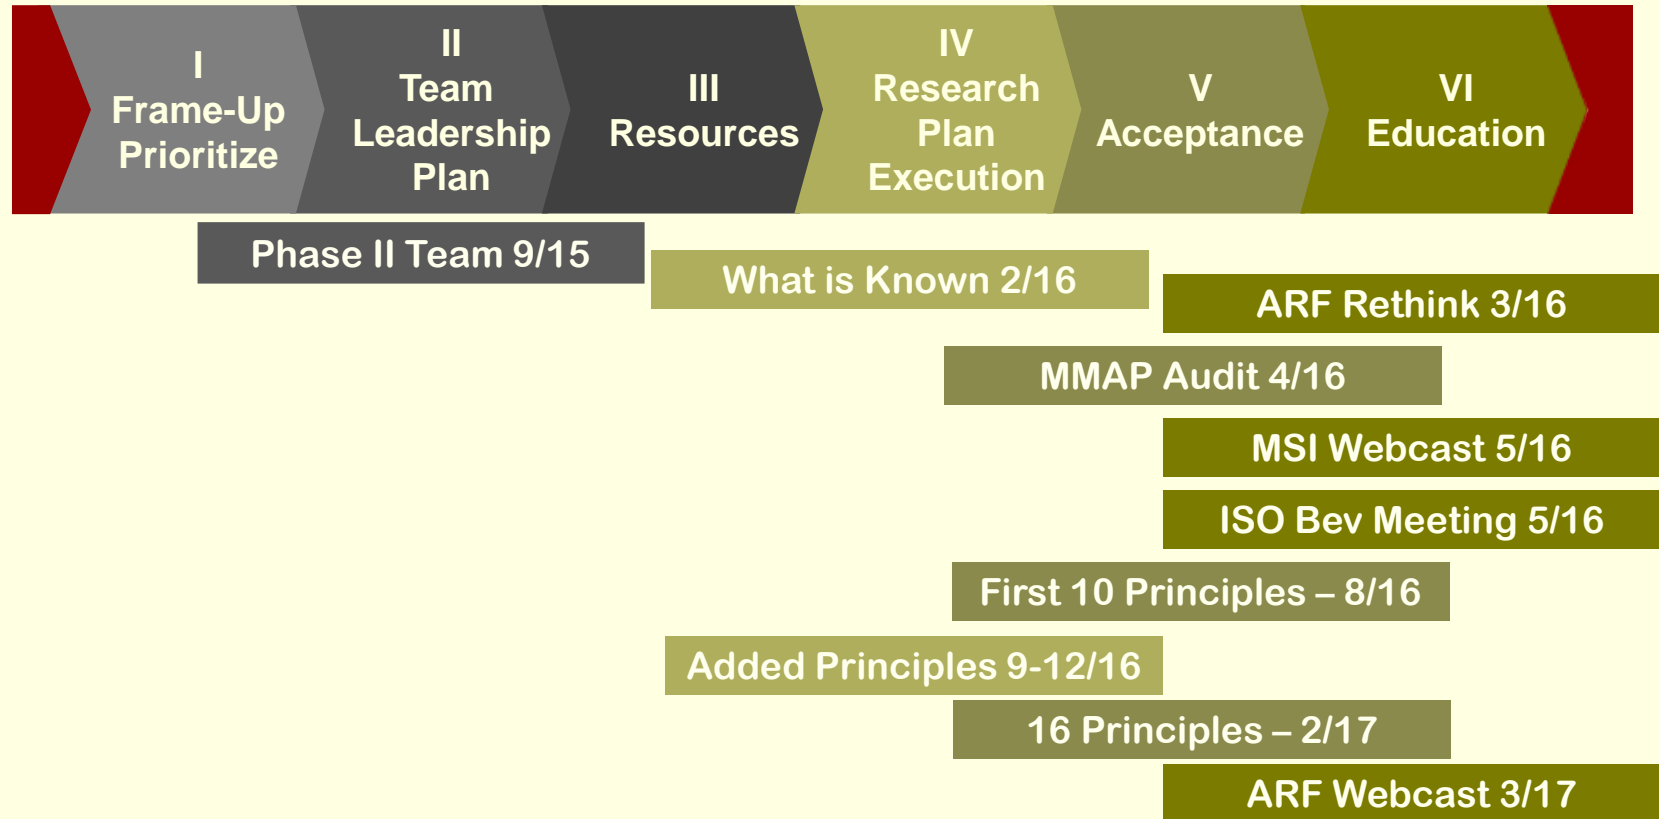 I
Frame-Up
Prioritize
II
Team
Leadership
Plan
III
Resources
IV
Research
Plan
Execution
V
Acceptance
VI
Education
Phase II Team 9/15
What is Known 2/16
ARF Rethink 3/16
MMAP Audit 4/16
MSI Webcast 5/16
ISO Bev Meeting 5/16
First 10 Principles – 8/16
Added Principles 9-12/16
16 Principles – 2/17
ARF Webcast 3/17